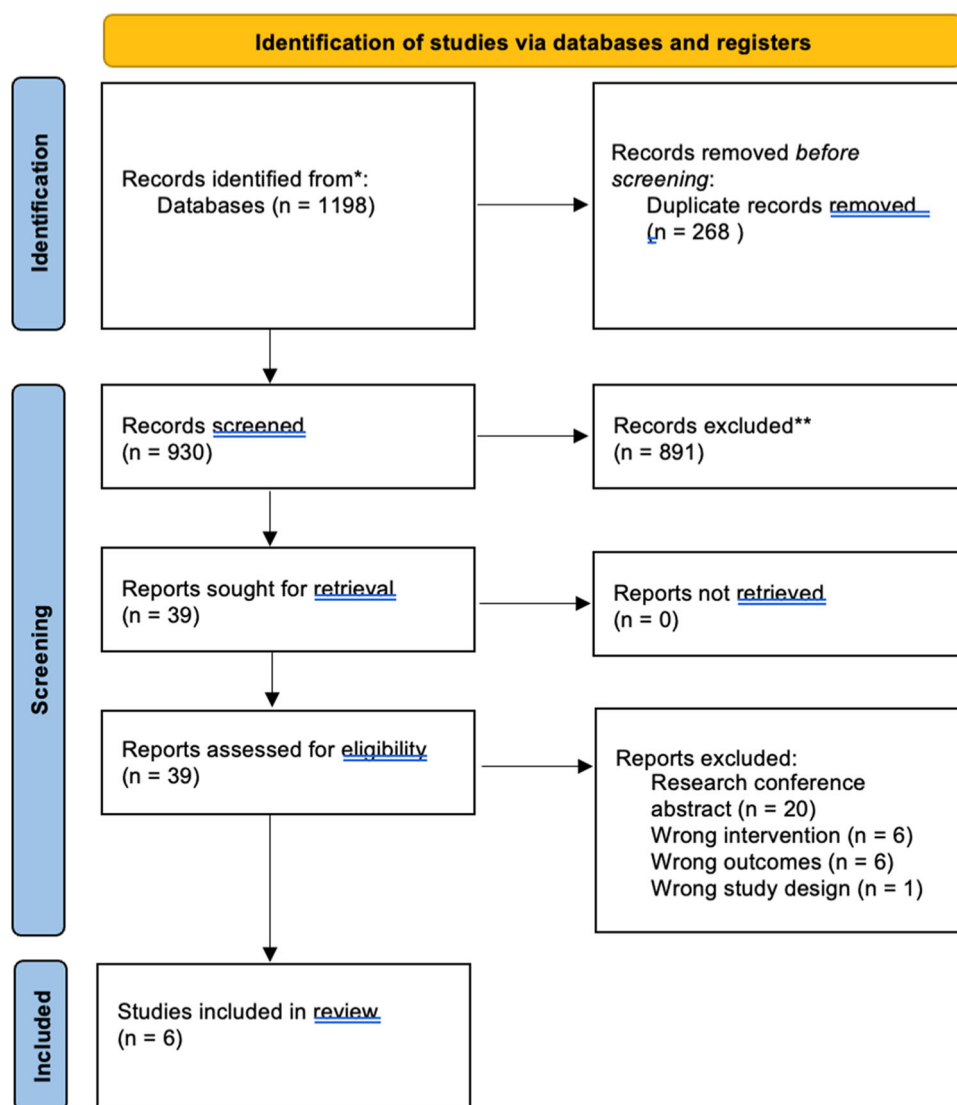 Identification of studies via databases and registers
Identification
Records identified from*:
Databases (n = 1198)
Records removed before
screening:
Duplicate records removed
(n = 268 )
Screening
Records screened
(n = 930)
Records excluded**
(n = 891)
Reports sought for retrieval
(n = 39)
Reports not retrieved
(n = 0)
Reports assessed for eligibility
(n = 39)
Reports excluded:
Research conference
abstract (n = 20)
Wrong intervention (n = 6)
Wrong outcomes (n = 6)
Wrong study design (n = 1)
Included
Studies included in review
(n = 6)